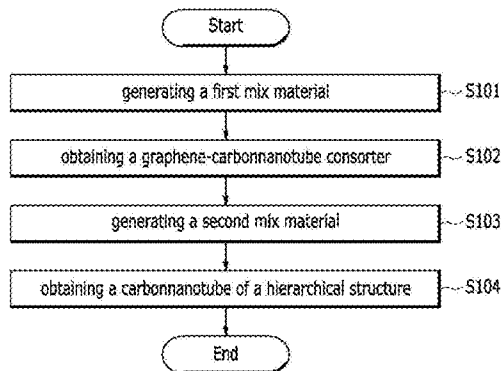 Start
generating a first mix material
S101
obtaining a graphene-carbonnanotube consorter
S102
generating a second mix material
S103
obtaining a carbonnanotube of a hierarchical structure
S104
End